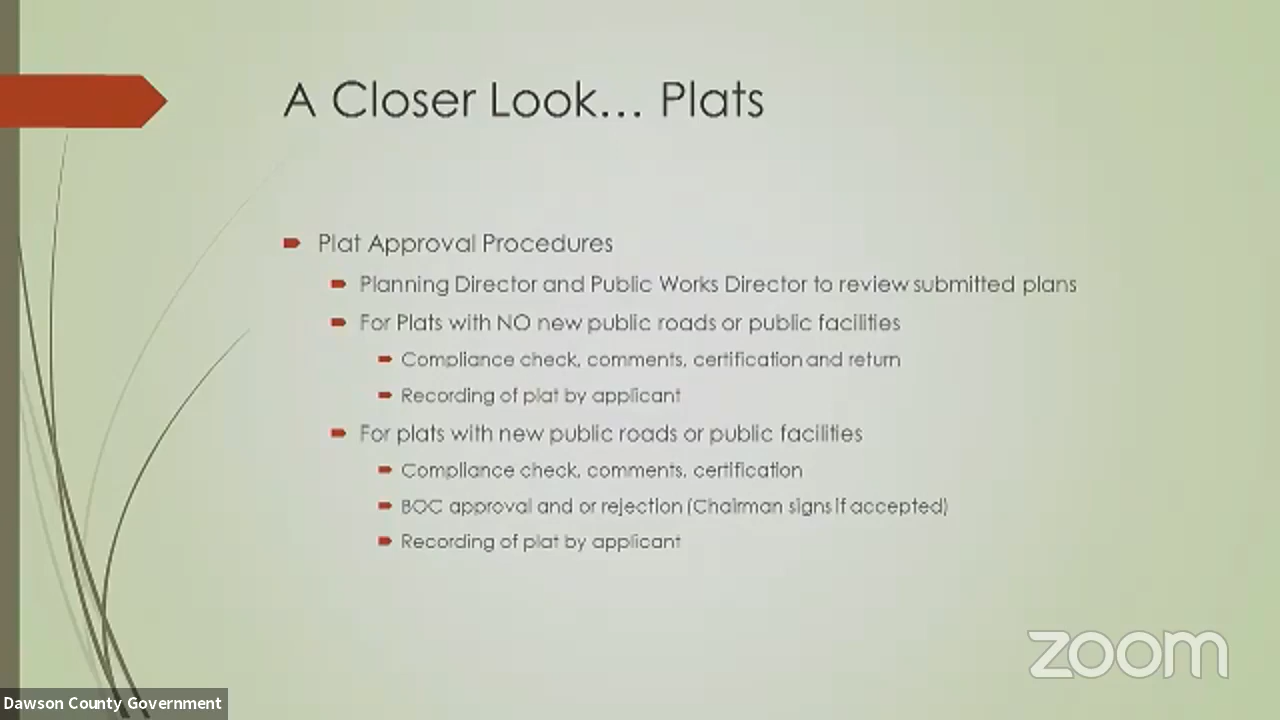 A Closer Look... Plats
Plat Approval Procedures
Planning Director and Public Works Director to review submitted plans
For Plats with NO new public roads or public facilities
Compliance check, comments, certification and return
Recording of plat by applicant
For plats with new public roads or public facilities
Compliance check, comments, certification
BOC approval and or rejection (Chairman signs if accepted)
Recording of plat by applicant
zoom
Dawson County Government